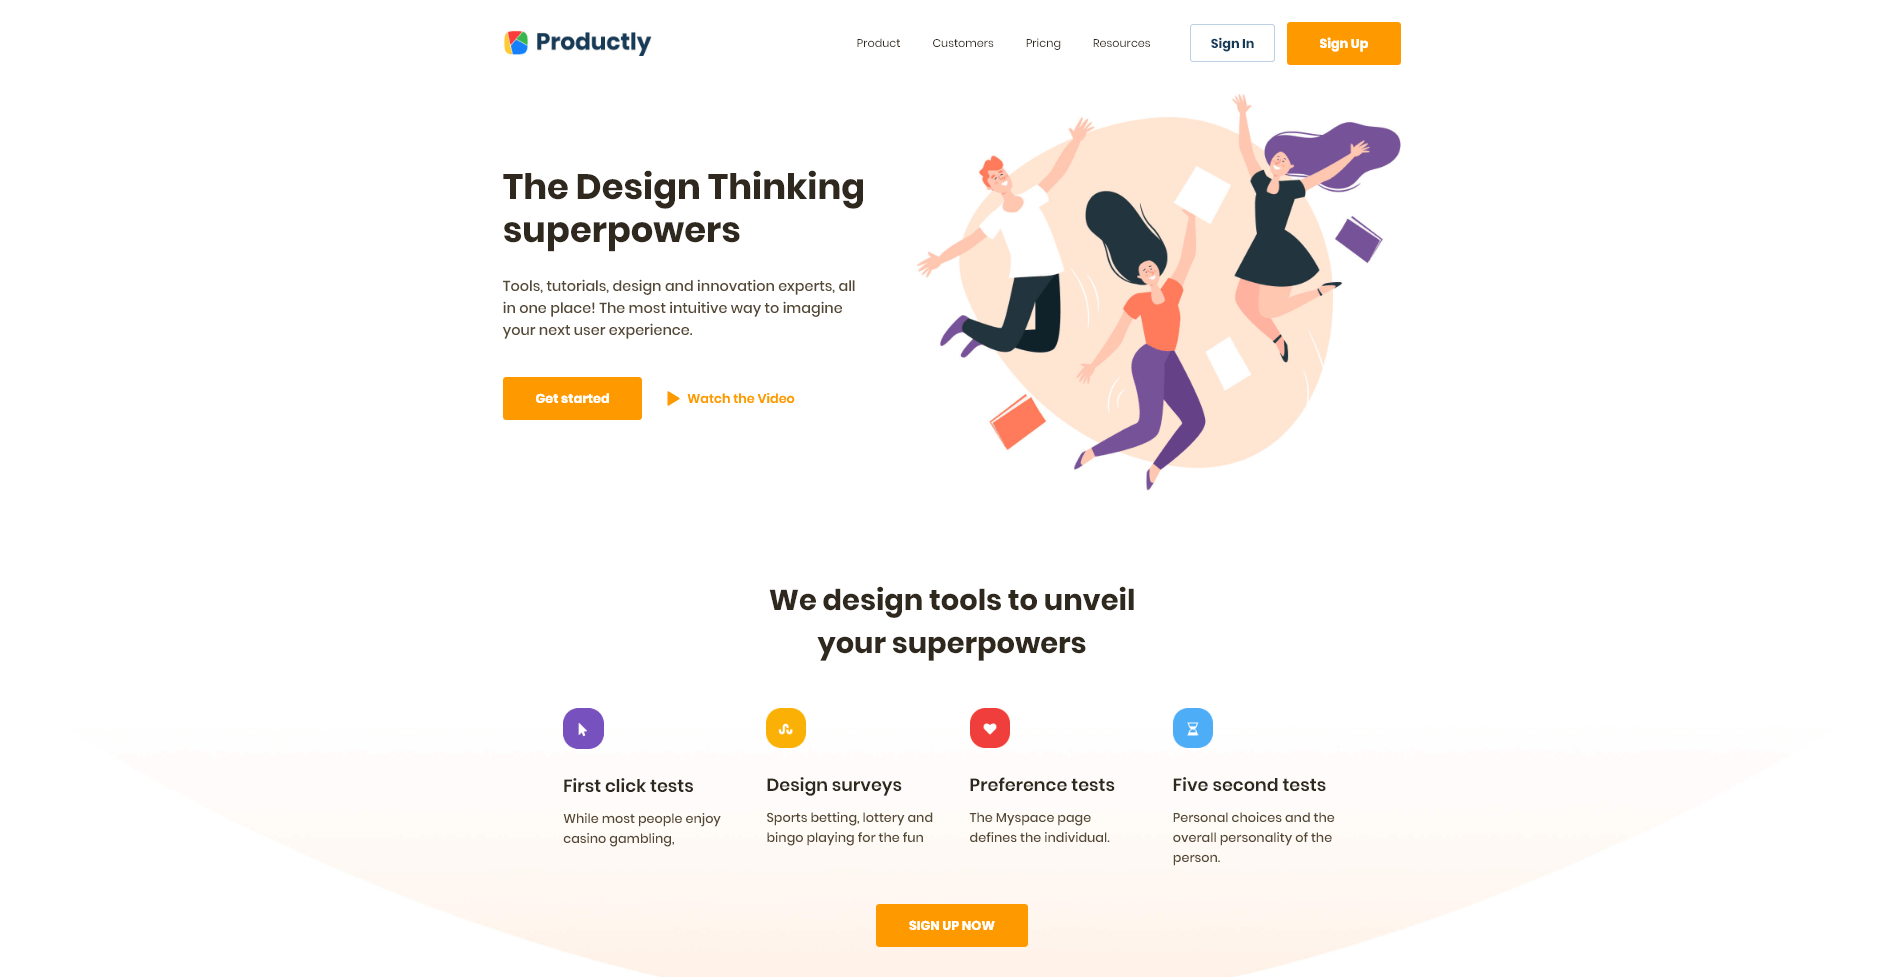 Productly
Product
Customers
Pricng
Resources
Sign In
Sign Up
The Design Thinking
superpowers
Tools, tutorials, design and innovation experts, all
in one place! The most intuitive way to imagine
your next user experience.
Get started
Watch the Video
We design tools to unveil
your superpowers
First click tests
While most people enjoy
casino gambling,
Design surveys
Sports betting, lottery and
bingo playing for the fun
Preference tests
The Myspace page
defines the individual.
Five second tests
Personal choices and the
overall personality of the
person.
SIGN UP NOW